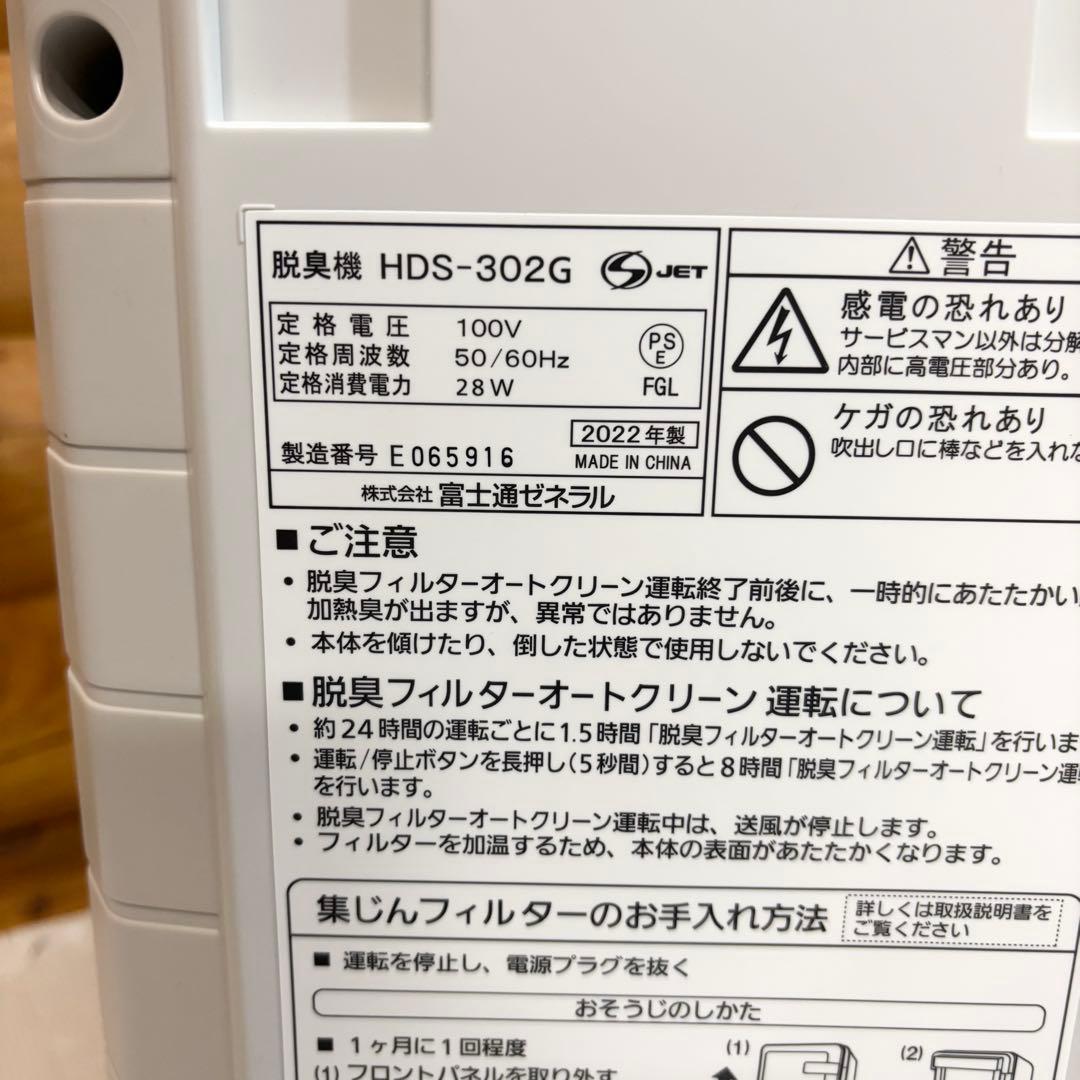 脱臭機 HDS-302G S JET
定格電圧 100V
定格周波数 50/60Hz
定格消費電力 28W
PS
E
FGL
2022年製
製造番号 E065916 MADE IN CHINA
株式会社 富士通ゼネラル
警告
感電の恐れあり
サービスマン以外は分解
内部に高電圧部分あり。
ケガの恐れあり
吹出し口に棒などを入れな
■ ご注意
• 脱臭フィルターオートクリーン運転終了前後に、一時的にあたたかい
加熱臭が出ますが、異常ではありません。
• 本体を傾けたり、倒した状態で使用しないでください。
■ 脱臭フィルターオートクリーン 運転について
• 約24時間の運転ごとに1.5時間「脱臭フィルターオートクリーン運転」を行いま
• 運転/停止ボタンを長押し(5秒間)すると8時間「脱臭フィルターオートクリーン運
を行います。
• 脱臭フィルターオートクリーン運転中は、送風が停止します。
• フィルターを加温するため、本体の表面があたたかくなります。
集じんフィルターのお手入れ方法
詳しくは取扱説明書を
ご覧ください
■ 運転を停止し、電源プラグを抜く
おそうじのしかた
■ 1ヶ月に1回程度
(1) フロントパネルを取り外す
(1)
(2)